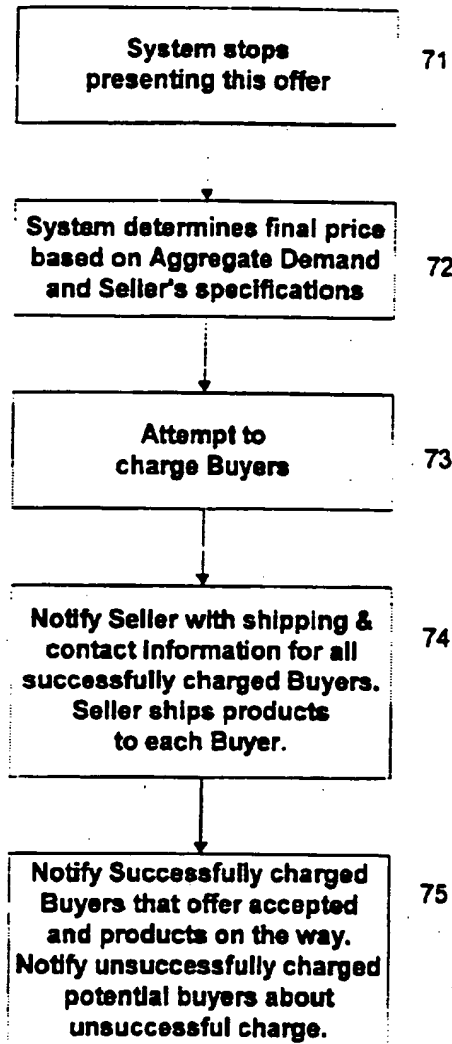 System stops
presenting this offer
71
System determines final price
based on Aggregate Demand
and Seller's specifications
72
Attempt to
charge Buyers
73
Notify Seller with shipping &
contact information for all
successfully charged Buyers.
Seller ships products
to each Buyer.
74
Notify Successfully charged
Buyers that offer accepted
and products on the way.
Notify unsuccessfully charged
potential buyers about
unsuccessful charge.
75